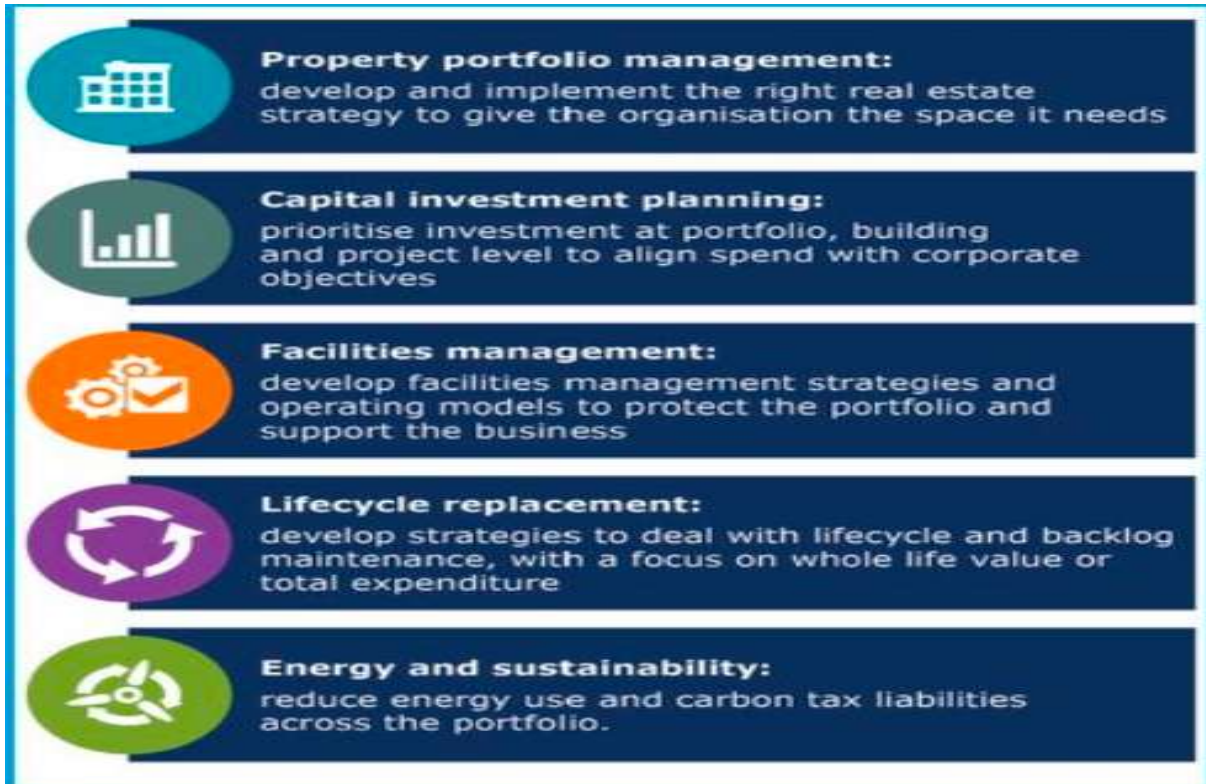 Property portfolio management:
develop and implement the right real estate
strategy to give the organisation the space it needs
Capital investment planning:
prioritise investment at portfolio, building
and project level to align spend with corporate
objectives
Facilities management:
develop facilities management strategies and
operating models to protect the portfolio and
support the business
Lifecycle replacement:
develop strategies to deal with lifecycle and backlog
maintenance, with a focus on whole life value or
total expenditure
Energy and sustainability:
reduce energy use and carbon tax liabilities
across the portfolio.